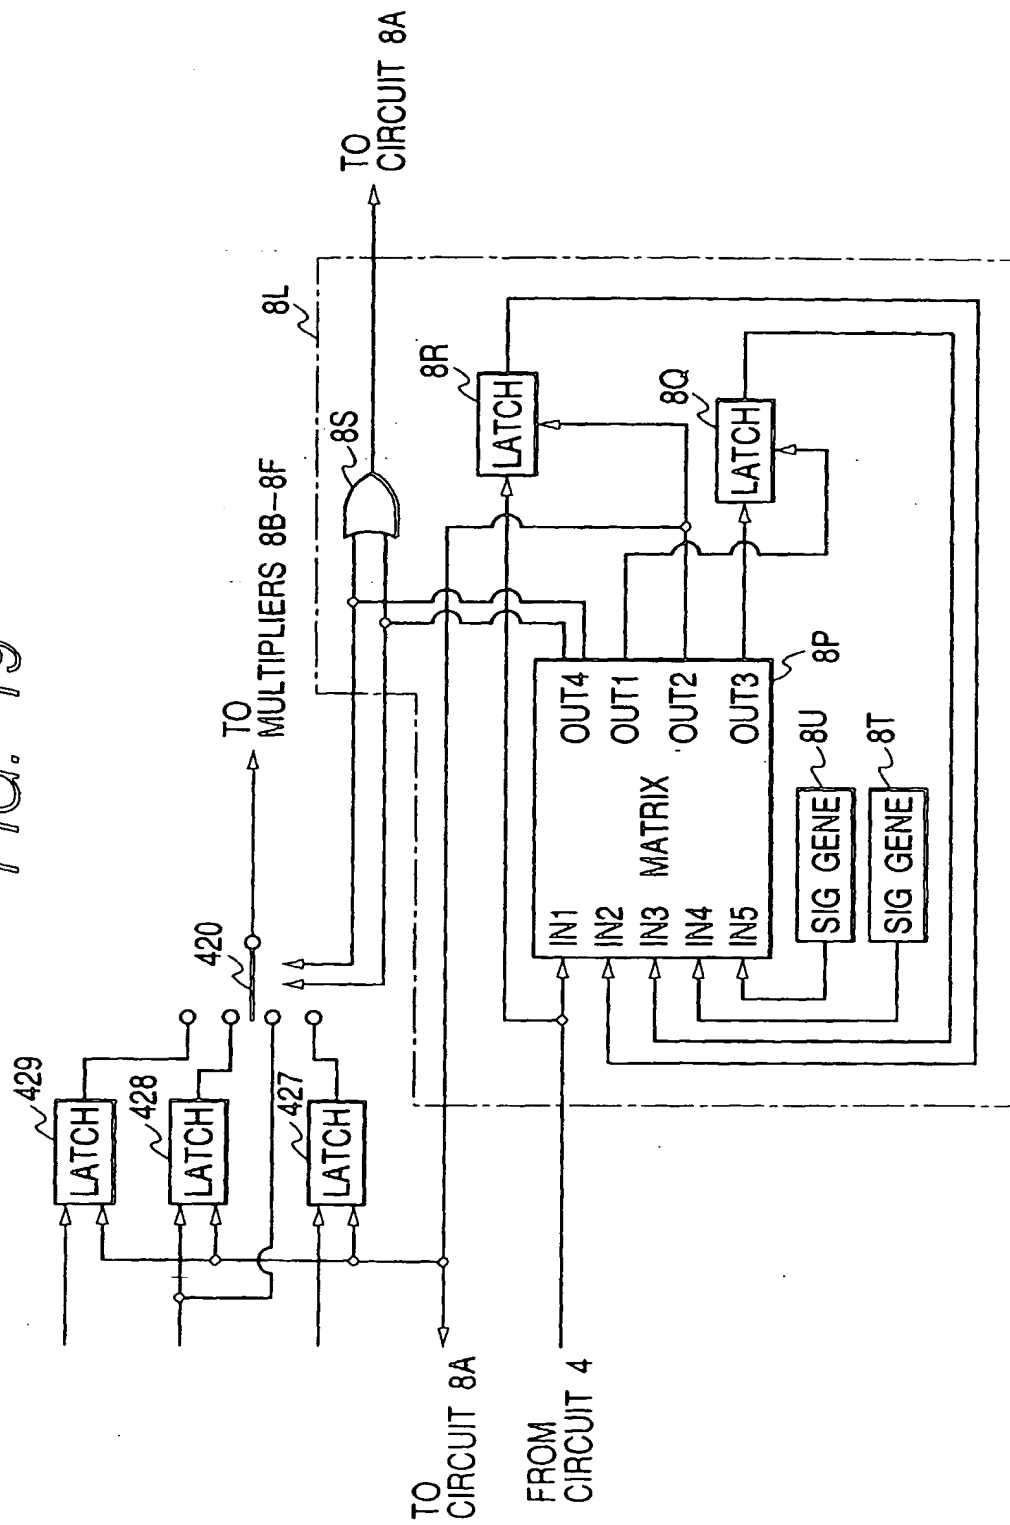 FIG. 19
TO
CIRCUIT 8A
8L
8S
TO
MULTIPLIERS 8B-8F
420
429
LATCH
428
LATCH
427
LATCH
8R
LATCH
8Q
LATCH
OUT4
OUT1
OUT2
OUT3
8P
MATRIX
IN1
IN2
IN3
IN4
IN5
8U
SIG GENE
8T
SIG GENE
TO
CIRCUIT 8A
FROM
CIRCUIT 4